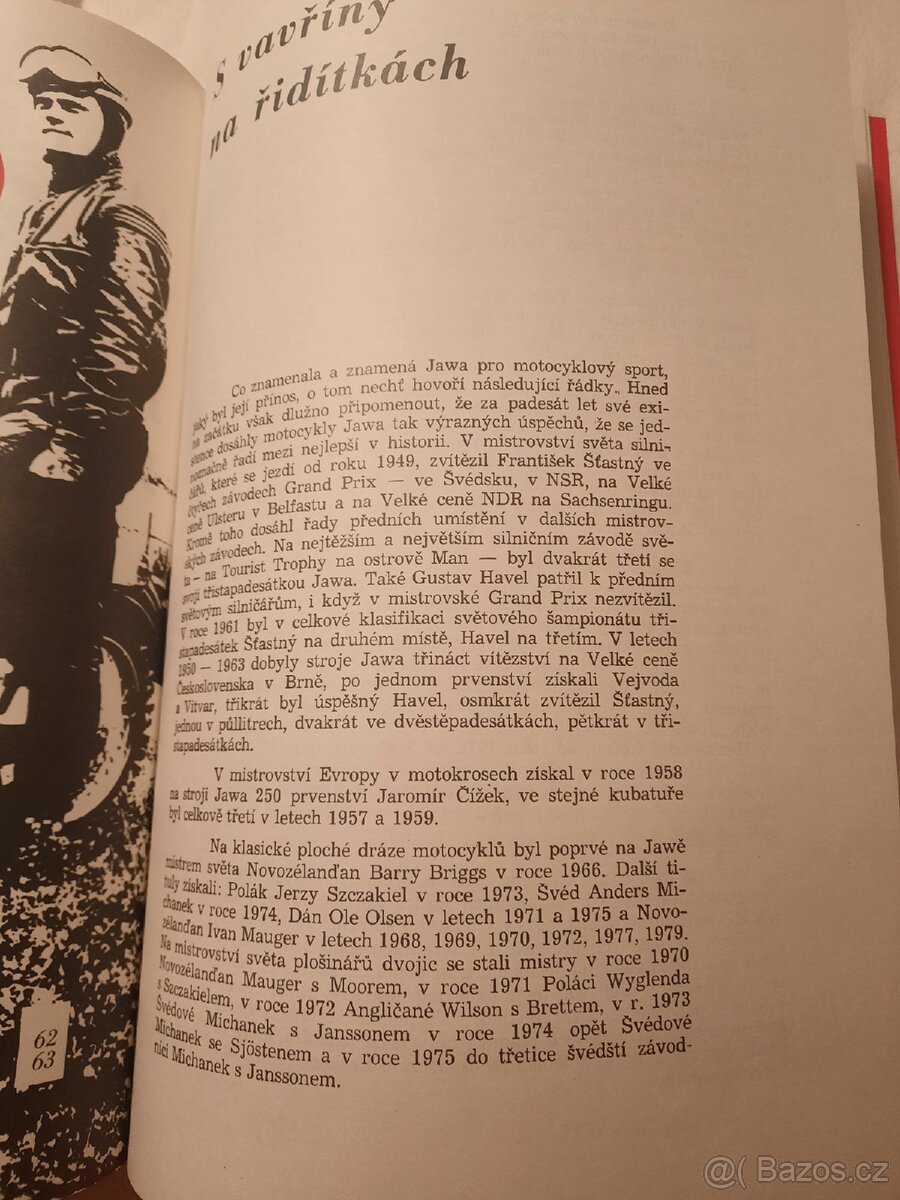 S vavříny
na řidítkách
Co znamenala a znamená Jawa pro motocyklový sport,
jaký byl její přínos, o tom nechť hovoří následující řádky. Hned
na začátku však dlužno připomenout, že za padesát let své exi-
stence dosáhly motocykly Jawa tak výrazných úspěchů, že se jed-
noznačně řadí mezi nejlepší v historii. V mistrovství světa silni-
čářů, které se jezdí od roku 1949, zvítězil František Šťastný ve
čtyřech závodech Grand Prix — ve Švédsku, v NSR, na Velké
ceně Ulsteru v Belfastu a na Velké ceně NDR na Sachsenringu.
Kromě toho dosáhl řady předních umístění v dalších mistrov-
ských závodech. Na nejtěžším a největším silničním závodě svě-
ta – na Tourist Trophy na ostrově Man — byl dvakrát třetí se
svojí třistapadesátkou Jawa. Také Gustav Havel patřil k předním
světovým silničářům, i když v mistrovské Grand Prix nezvítězil.
V roce 1961 byl v celkové klasifikaci světového šampionátu tři-
stapadesátek Šťastný na druhém místě, Havel na třetím. V letech
1950 – 1963 dobyly stroje Jawa třináct vítězství na Velké ceně
Československa v Brně, po jednom prvenství získali Vejvoda
a Vitvar, třikrát byl úspěšný Havel, osmkrát zvítězil Šťastný,
jednou v půllitrech, dvakrát ve dvěstěpadesátkách, pětkrát v tři-
stapadesátkách.
V mistrovství Evropy v motokrosech získal v roce 1958
na stroji Jawa 250 prvenství Jaromír Čížek, ve stejné kubatuře
byl celkově třetí v letech 1957 a 1959.
Na klasické ploché dráze motocyklů byl poprvé na Jawě
mistrem světa Novozélanďan Barry Briggs v roce 1966. Další ti-
tuly získali: Polák Jerzy Szczakiel v roce 1973, Švéd Anders Mi-
chanek v roce 1974, Dán Ole Olsen v letech 1971 a 1975 a Novo-
zélanďan Ivan Mauger v letech 1968, 1969, 1970, 1972, 1977, 1979.
Na mistrovství světa plošinářů dvojic se stali mistry v roce 1970
Novozélanďan Mauger s Moorem, v roce 1971 Poláci Wyglenda
s Szczakielem, v roce 1972 Angličané Wilson s Brettem, v r. 1973
Švédové Michanek s Janssonem v roce 1974 opět Švédové
Michanek se Sjöstenem a v roce 1975 do třetice švédští závod-
níci Michanek s Janssonem.
62
63
@( Bazos.cz